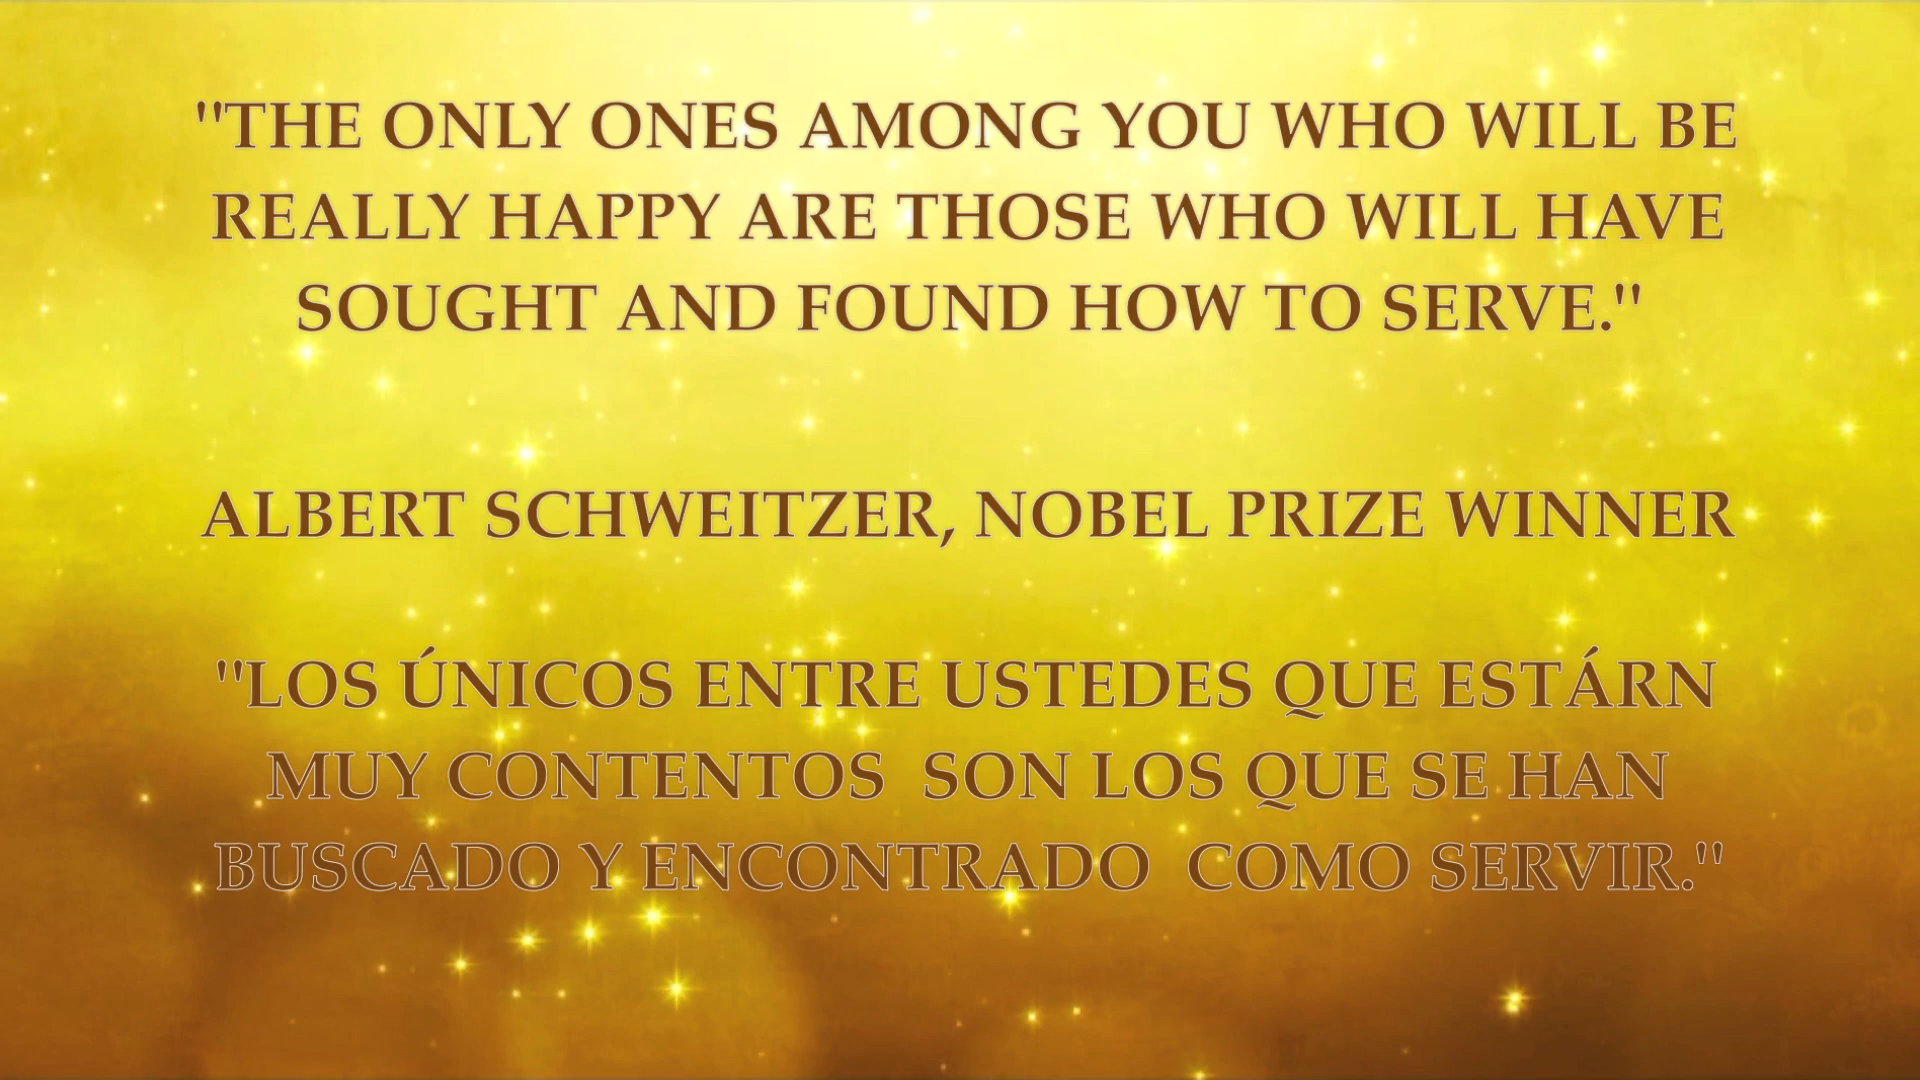 "THE ONLY ONES AMONG YOU WHO WILL BE
REALLY HAPPY ARE THOSE WHO WILL HAVE
SOUGHT AND FOUND HOW TO SERVE."
ALBERT SCHWEITZER, NOBEL PRIZE WINNER
"LOS ÚNICOS ENTRE USTEDES QUE ESTÁRN
MUY CONTENTOS  SON LOS QUE SE HAN
BUSCADO Y ENCONTRADO  COMO SERVIR."